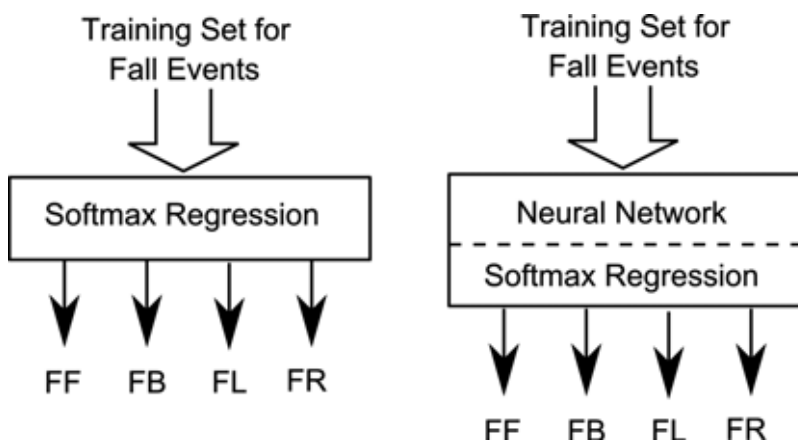 Training Set for
Fall Events
Softmax Regression
FF FB FL FR
Training Set for
Fall Events
Neural Network
Softmax Regression
FF FB FL FR